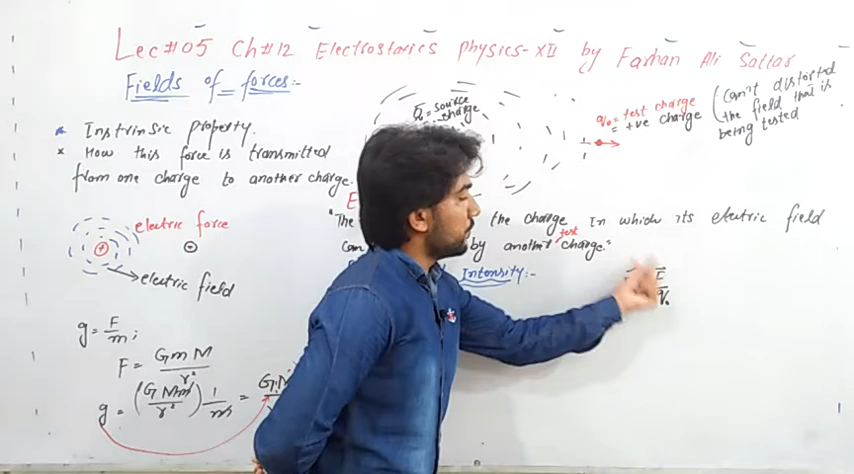 Lec#05 Ch#12 Electrostatics Physics-XII by Farhan Ali Sattar
Fields of forces:-
Q = source charge
q₀ = test charge
= +ve charge
(Can't distorted
the field that is
being tested
* Instrinsic property.
× How this force is transmitted
from one charge to another charge.
E
"The the charge in which its electric field
can by another test charge."
electric force
+
+
electric field
Intensity:-
F
q₀
g = F/m;
F = GmM/r²
g = (GMm/r²) 1/m = GM